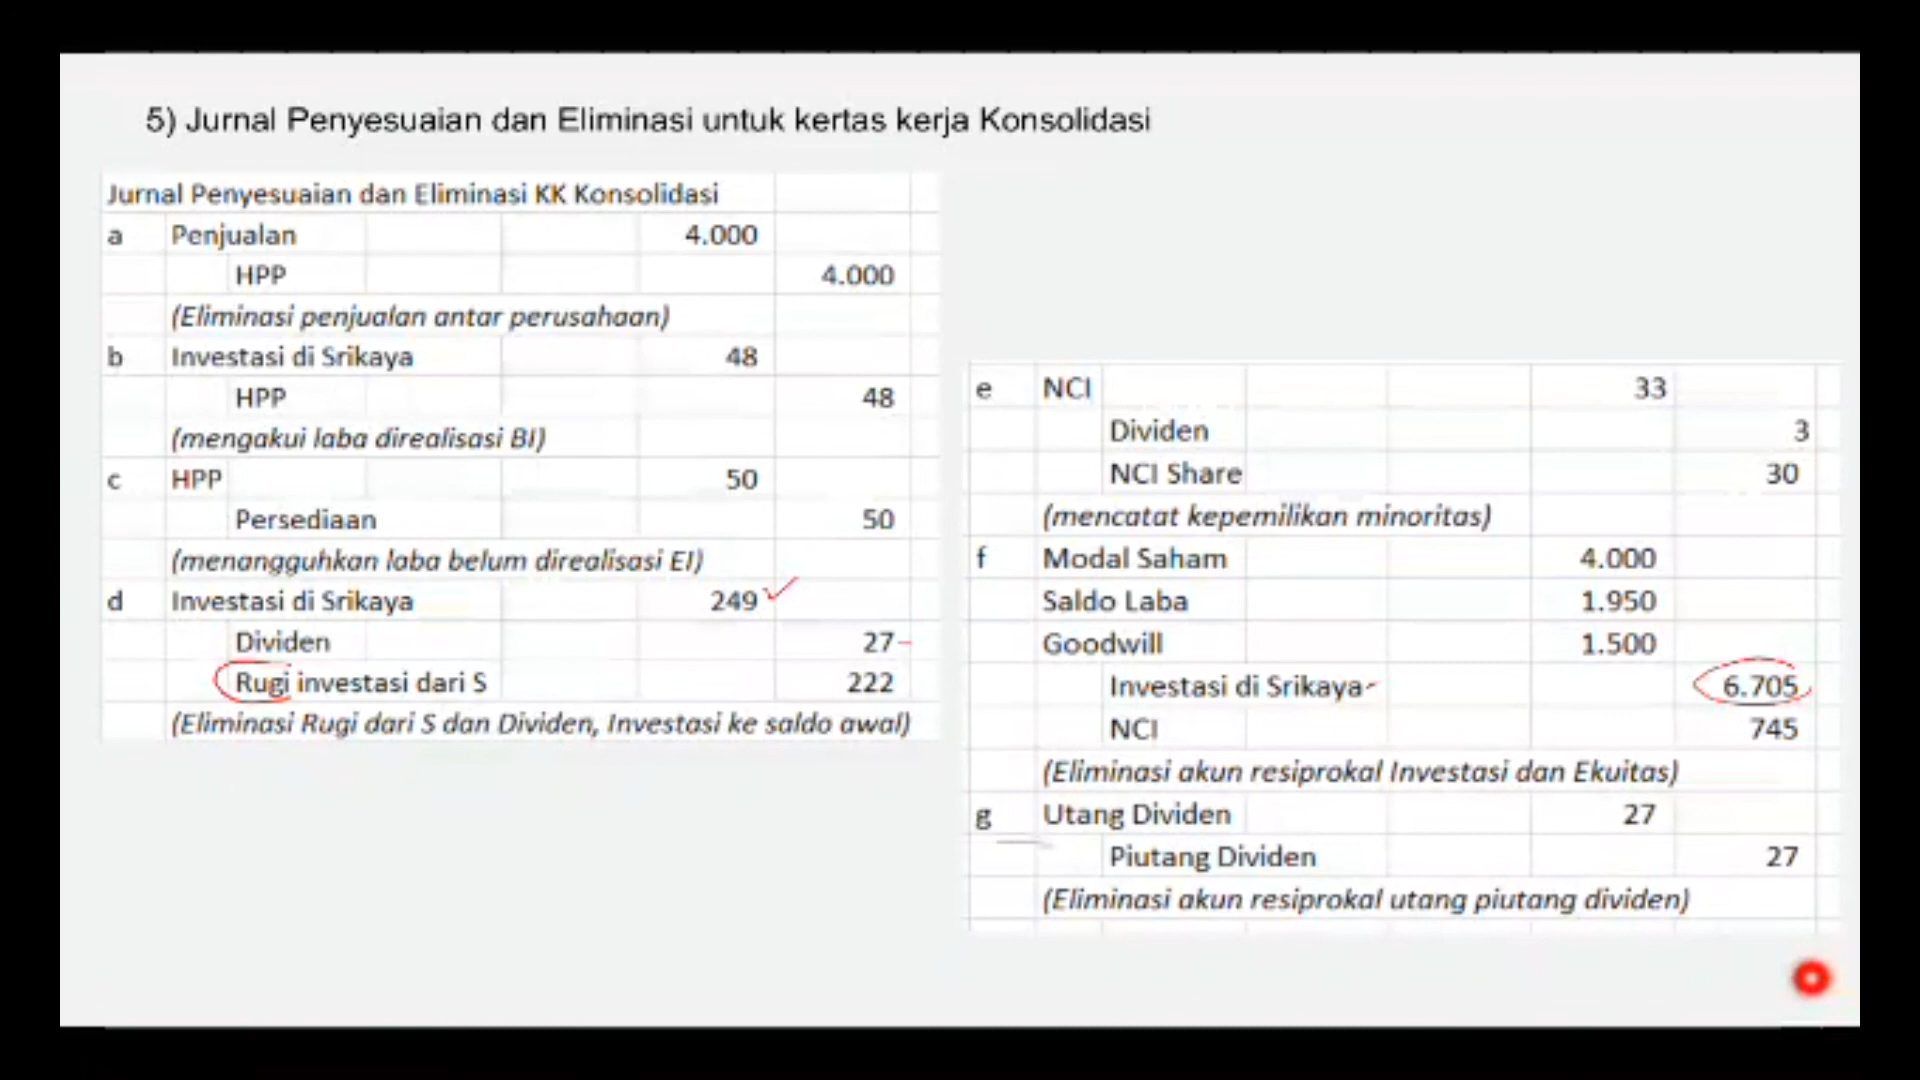 5) Jurnal Penyesuaian dan Eliminasi untuk kertas kerja Konsolidasi
Jurnal Penyesuaian dan Eliminasi KK Konsolidasi
a Penjualan 4.000
HPP 4.000
(Eliminasi penjualan antar perusahaan)
b Investasi di Srikaya 48
HPP 48
(mengakui laba direalisasi BI)
c HPP 50
Persediaan 50
(menangguhkan laba belum direalisasi EI)
d Investasi di Srikaya 249
Dividen 27
Rugi investasi dari S 222
(Eliminasi Rugi dari S dan Dividen, Investasi ke saldo awal)
e NCI 33
Dividen 3
NCI Share 30
(mencatat kepemilikan minoritas)
f Modal Saham 4.000
Saldo Laba 1.950
Goodwill 1.500
Investasi di Srikaya 6.705
NCI 745
(Eliminasi akun resiprokal Investasi dan Ekuitas)
g Utang Dividen 27
Piutang Dividen 27
(Eliminasi akun resiprokal utang piutang dividen)